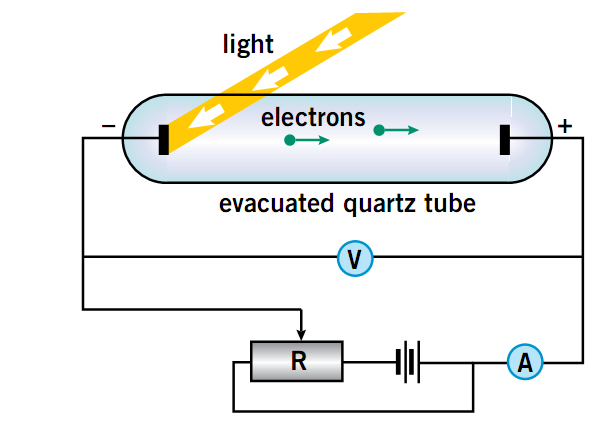 light
− +
electrons
evacuated quartz tube
V
R
A